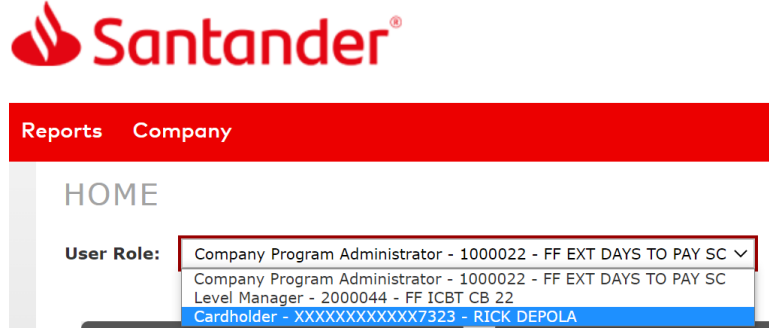 Santander®
Reports Company
HOME
User Role: Company Program Administrator - 1000022 - FF EXT DAYS TO PAY SC
Company Program Administrator - 1000022 - FF EXT DAYS TO PAY SC
Level Manager - 2000044 - FF ICBT CB 22
Cardholder - XXXXXXXXXXXX7323 - RICK DEPOLA